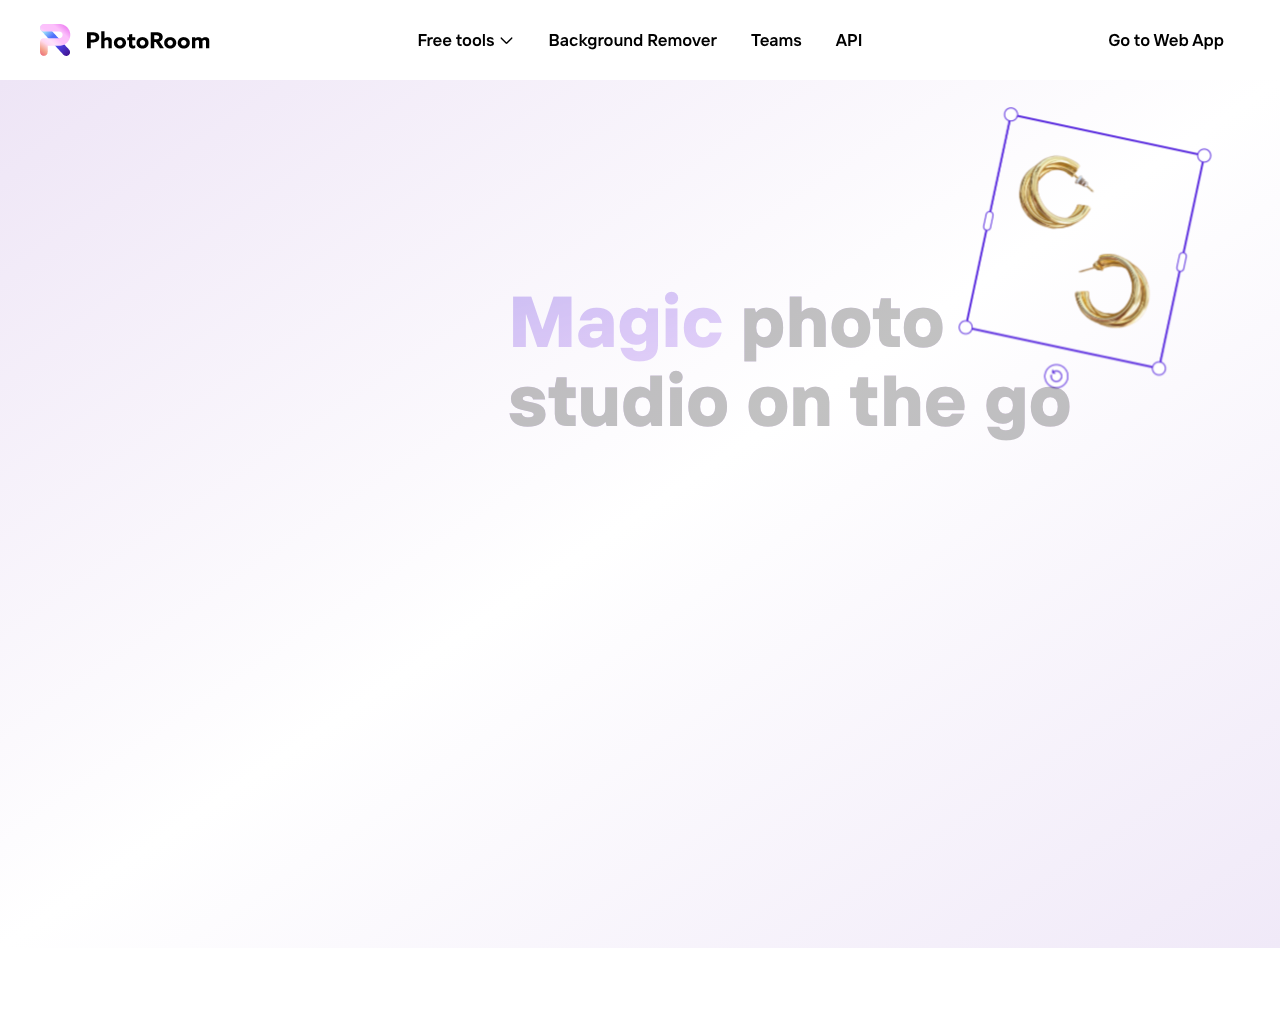 PhotoRoom
Free tools
Background Remover
Teams
API
Go to Web App
Magic photo
studio on the go